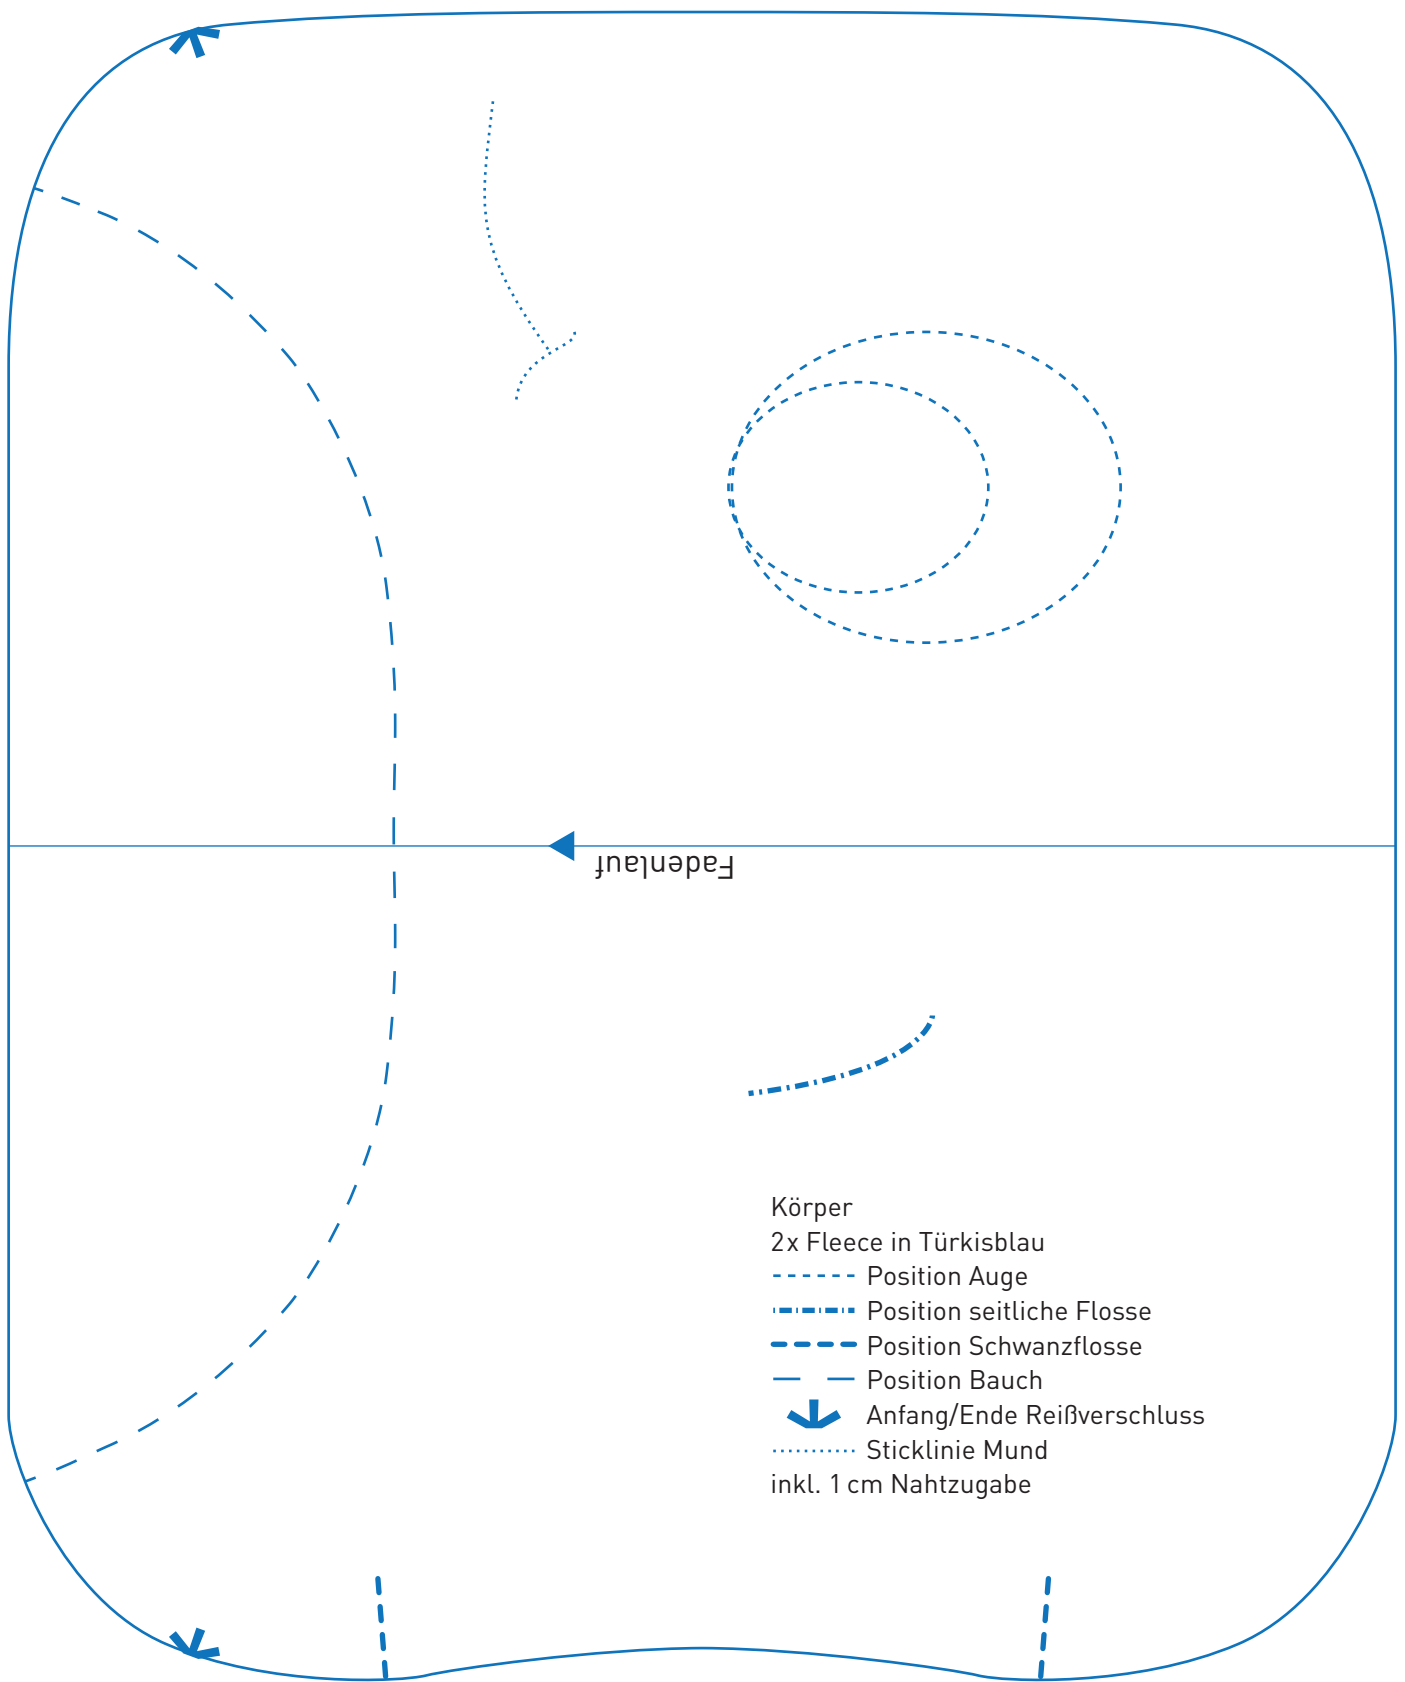 Fadenlauf
Körper
2x Fleece in Türkisblau
Position Auge
Position seitliche Flosse
Position Schwanzflosse
Position Bauch
Anfang/Ende Reißverschluss
Sticklinie Mund
inkl. 1 cm Nahtzugabe